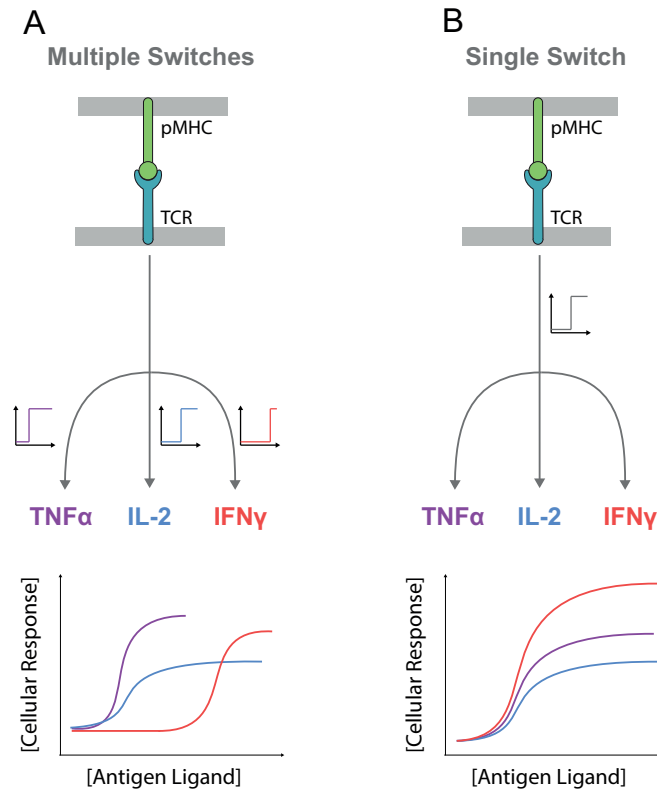 A
Multiple Switches
pMHC
TCR
TNFα IL-2 IFNγ
[Cellular Response]
[Antigen Ligand]
B
Single Switch
pMHC
TCR
TNFα IL-2 IFNγ
[Cellular Response]
[Antigen Ligand]